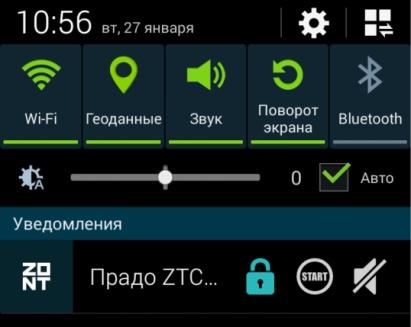 10:56 вт, 27 января
Wi-Fi Геоданные Звук Поворот экрана Bluetooth
0 Авто
Уведомления
ZONT Прадо ZTC... START